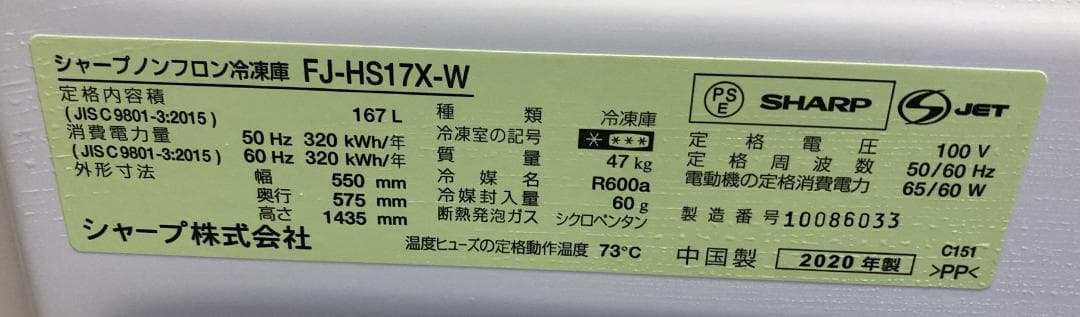 シャープノンフロン冷凍庫 FJ-HS17X-W
定格内容積
(JIS C 9801-3:2015) 167 L
消費電力量 50 Hz 320 kWh/年
(JIS C 9801-3:2015) 60 Hz 320 kWh/年
外形寸法 幅 550 mm
奥行 575 mm
高さ 1435 mm
シャープ株式会社
種類 冷凍庫
冷凍室の記号 * ***
質量 47 kg
冷媒名 R600a
冷媒封入量 60 g
断熱発泡ガス シクロペンタン
温度ヒューズの定格動作温度 73°C
PSE SHARP S JET
定格電圧 100 V
定格周波数 50/60 Hz
電動機の定格消費電力 65/60 W
製造番号 10086033
中国製 2020 年製
C151
>PP<